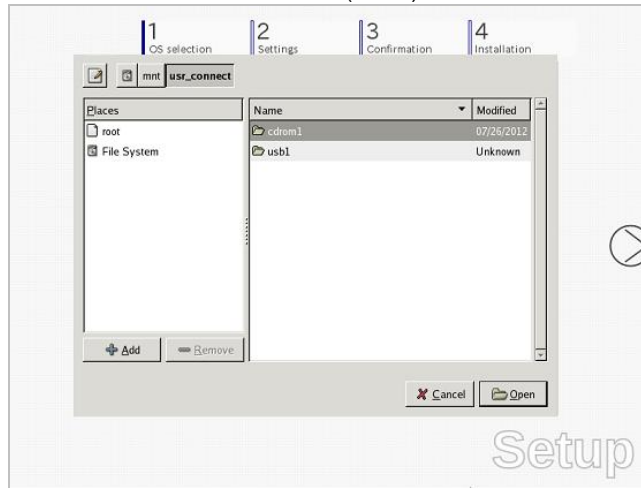 1 2 3 4
OS selection Settings Confirmation Installation
mnt usr_connect
Places Name Modified
root cdrom1 07/26/2012
File System usb1 Unknown
Add Remove
Cancel Open
Setup